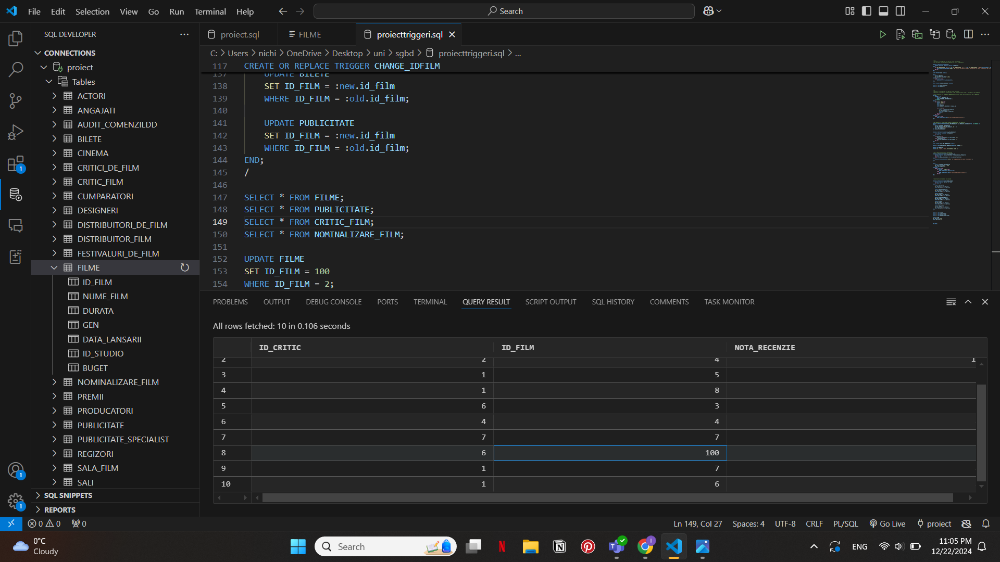 File Edit Selection View Go Run Terminal Help
Search
SQL DEVELOPER
CONNECTIONS
proiect
Tables
ACTORI
ANGAJATI
AUDIT_COMENZILDD
BILETE
CINEMA
CRITICI_DE_FILM
CRITIC_FILM
CUMPARATORI
DESIGNERI
DISTRIBUITORI_DE_FILM
DISTRIBUITOR_FILM
FESTIVALURI_DE_FILM
FILME
ID_FILM
NUME_FILM
DURATA
GEN
DATA_LANSARII
ID_STUDIO
BUGET
NOMINALIZARE_FILM
PREMII
PRODUCATORI
PUBLICITATE
PUBLICITATE_SPECIALIST
REGIZORI
SALA_FILM
SALI
SQL SNIPPETS
REPORTS
1
1
1
proiect.sql FILME proiecttriggeri.sql
C: > Users > nichi > OneDrive > Desktop > uni > sgbd > proiecttriggeri.sql > ...
117 CREATE OR REPLACE TRIGGER CHANGE_IDFILM
137 UPDATE BILETE
138 SET ID_FILM = :new.id_film
139 WHERE ID_FILM = :old.id_film;
140
141 UPDATE PUBLICITATE
142 SET ID_FILM = :new.id_film
143 WHERE ID_FILM = :old.id_film;
144 END;
145 /
146
147 SELECT * FROM FILME;
148 SELECT * FROM PUBLICITATE;
149 SELECT * FROM CRITIC_FILM;
150 SELECT * FROM NOMINALIZARE_FILM;
151
152 UPDATE FILME
153 SET ID_FILM = 100
154 WHERE ID_FILM = 2;
PROBLEMS OUTPUT DEBUG CONSOLE PORTS TERMINAL QUERY RESULT SCRIPT OUTPUT SQL HISTORY COMMENTS TASK MONITOR
All rows fetched: 10 in 0.106 seconds
ID_CRITIC ID_FILM NOTA_RECENZIE
2 2 4 1
3 1 5
4 1 8
5 6 3
6 4 4
7 7 7
8 6 100
9 1 7
10 1 6
0 0 0 Ln 149, Col 27 Spaces: 4 UTF-8 CRLF PL/SQL Go Live proiect
0°C
Cloudy
Search
ENG
11:05 PM
12/22/2024